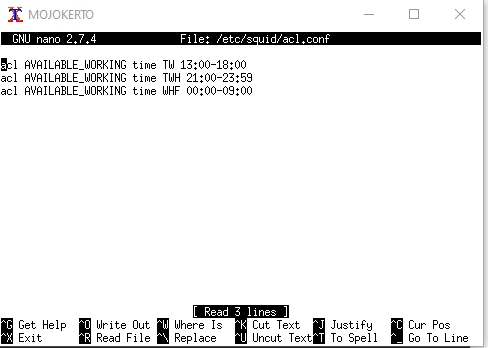 MOJOKERTO
GNU nano 2.7.4 File: /etc/squid/acl.conf
acl AVAILABLE_WORKING time TW 13:00-18:00
acl AVAILABLE_WORKING time TWH 21:00-23:59
acl AVAILABLE_WORKING time WHF 00:00-09:00
[ Read 3 lines ]
^G Get Help ^O Write Out ^W Where Is ^K Cut Text ^J Justify ^C Cur Pos
^X Exit ^R Read File ^\ Replace ^U Uncut Text ^T To Spell ^_ Go To Line